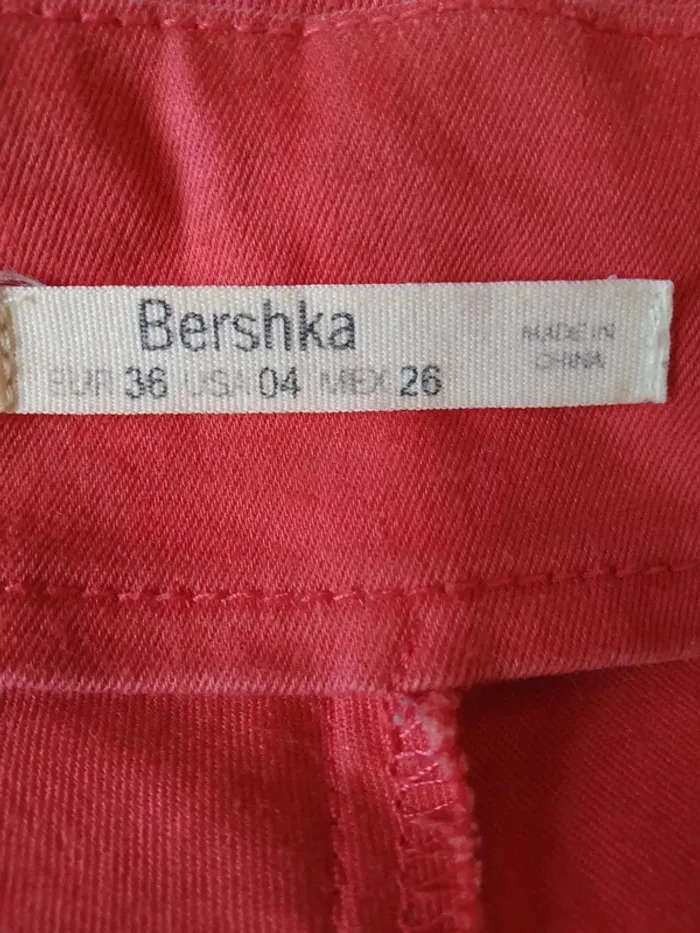 Bershka
EUR 36 USA 04 MEX 26
MADE IN
CHINA